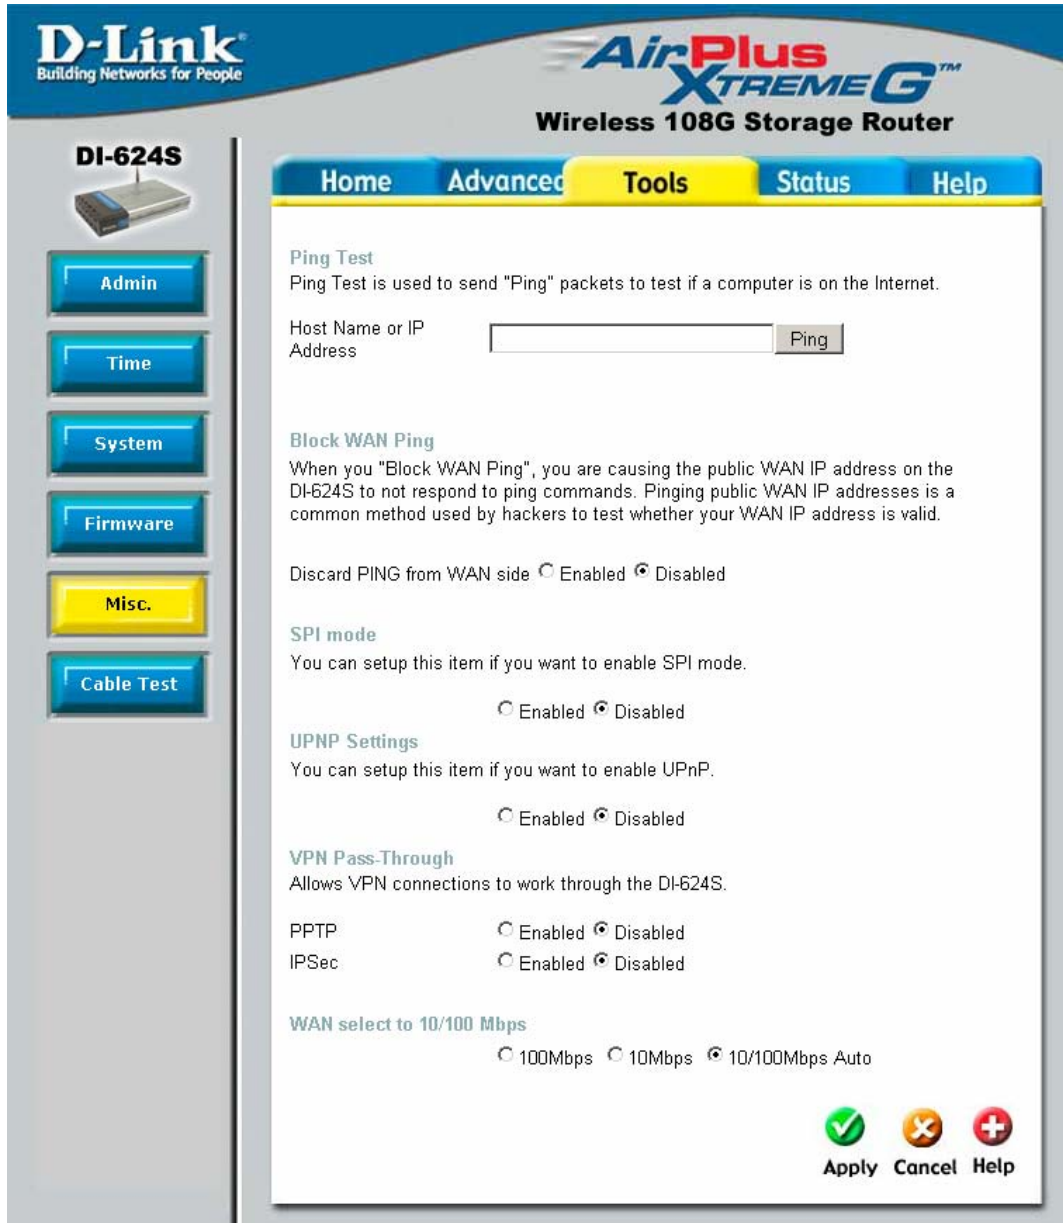 D-Link
Building Networks for People
AirPlus
XTREME G™
Wireless 108G Storage Router
DI-624S
Home Advanced Tools Status Help
Admin
Time
System
Firmware
Misc.
Cable Test
Ping Test
Ping Test is used to send "Ping" packets to test if a computer is on the Internet.
Host Name or IP
Address
Ping
Block WAN Ping
When you "Block WAN Ping", you are causing the public WAN IP address on the
DI-624S to not respond to ping commands. Pinging public WAN IP addresses is a
common method used by hackers to test whether your WAN IP address is valid.
Discard PING from WAN side Enabled Disabled
SPI mode
You can setup this item if you want to enable SPI mode.
Enabled Disabled
UPNP Settings
You can setup this item if you want to enable UPnP.
Enabled Disabled
VPN Pass-Through
Allows VPN connections to work through the DI-624S.
PPTP Enabled Disabled
IPSec Enabled Disabled
WAN select to 10/100 Mbps
100Mbps 10Mbps 10/100Mbps Auto
Apply Cancel Help